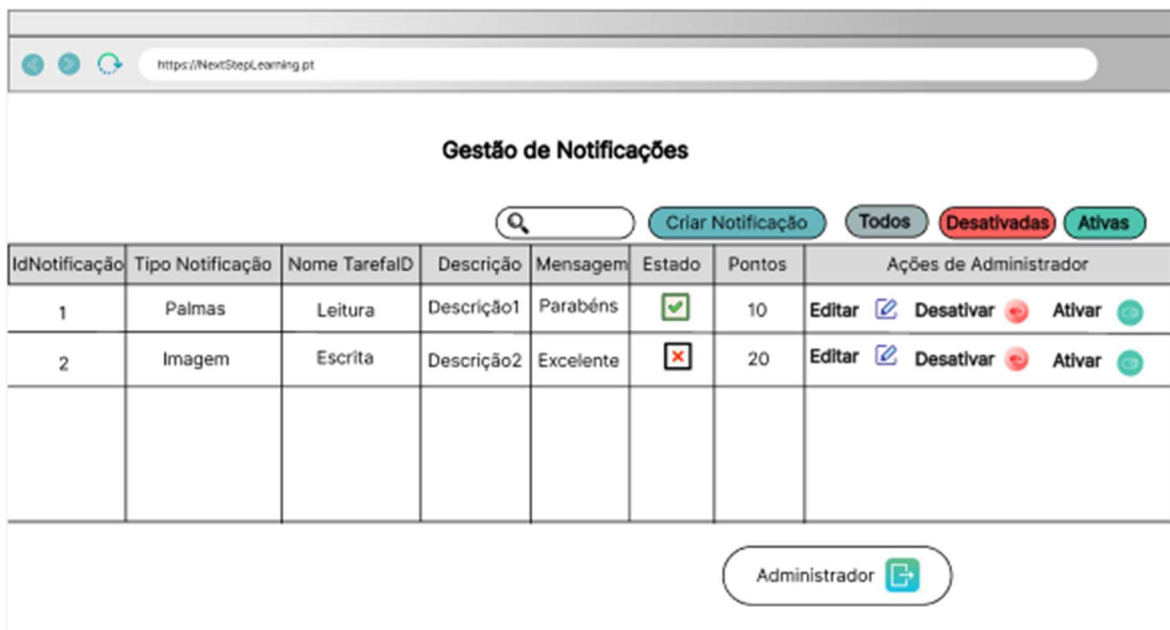 https://NextStepLearning.pt
Gestão de Notificações
Criar Notificação Todos Desativadas Ativas
IdNotificação Tipo Notificação Nome TarefaID Descrição Mensagem Estado Pontos Ações de Administrador
1 Palmas Leitura Descrição1 Parabéns 10 Editar Desativar Ativar
2 Imagem Escrita Descrição2 Excelente 20 Editar Desativar Ativar
Administrador